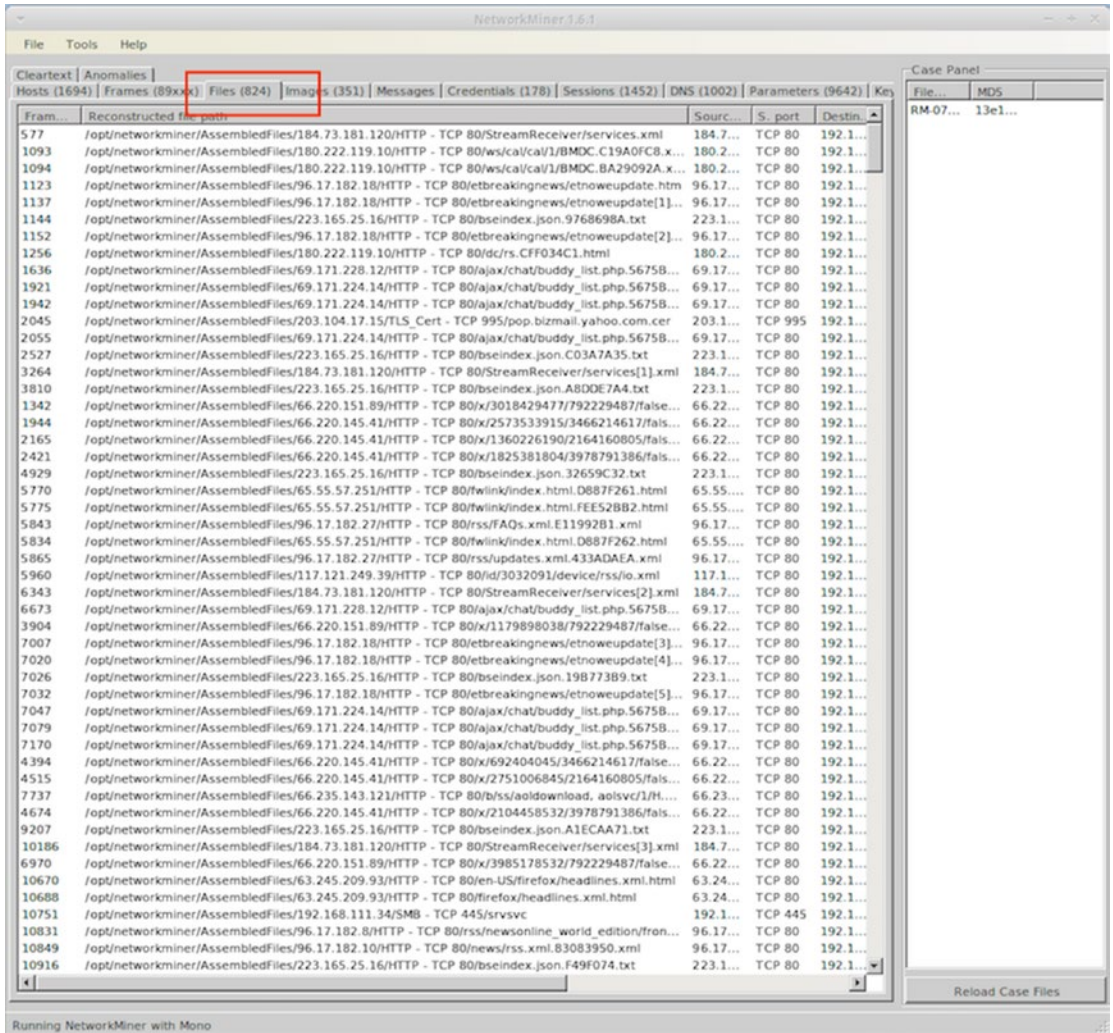 NetworkMiner 1.6.1
File Tools Help
Cleartext Anomalies
Hosts (1694) Frames (89xxx) Files (824) Images (351) Messages Credentials (178) Sessions (1452) DNS (1002) Parameters (9642) Key
Case Panel
File... MD5
RM-07... 13e1...
Fram... Reconstructed file path Sourc... S. port Destin.
577 /opt/networkminer/AssembledFiles/184.73.181.120/HTTP - TCP 80/StreamReceiver/services.xml 184.7... TCP 80 192.1...
1093 /opt/networkminer/AssembledFiles/180.222.119.10/HTTP - TCP 80/ws/cal/cal/1/BMDC.C19A0FC8.x... 180.2... TCP 80 192.1...
1094 /opt/networkminer/AssembledFiles/180.222.119.10/HTTP - TCP 80/ws/cal/cal/1/BMDC.BA29092A.x... 180.2... TCP 80 192.1...
1123 /opt/networkminer/AssembledFiles/96.17.182.18/HTTP - TCP 80/etbreakingnews/etnoweupdate.htm 96.17... TCP 80 192.1...
1137 /opt/networkminer/AssembledFiles/96.17.182.18/HTTP - TCP 80/etbreakingnews/etnoweupdate[1]... 96.17... TCP 80 192.1...
1144 /opt/networkminer/AssembledFiles/223.165.25.16/HTTP - TCP 80/bseindex.json.9768698A.txt 223.1... TCP 80 192.1...
1152 /opt/networkminer/AssembledFiles/96.17.182.18/HTTP - TCP 80/etbreakingnews/etnoweupdate[2]... 96.17... TCP 80 192.1...
1256 /opt/networkminer/AssembledFiles/180.222.119.10/HTTP - TCP 80/dc/rs.CFF034C1.html 180.2... TCP 80 192.1...
1636 /opt/networkminer/AssembledFiles/69.171.228.12/HTTP - TCP 80/ajax/chat/buddy_list.php.5675B... 69.17... TCP 80 192.1...
1921 /opt/networkminer/AssembledFiles/69.171.224.14/HTTP - TCP 80/ajax/chat/buddy_list.php.5675B... 69.17... TCP 80 192.1...
1942 /opt/networkminer/AssembledFiles/69.171.224.14/HTTP - TCP 80/ajax/chat/buddy_list.php.5675B... 69.17... TCP 80 192.1...
2045 /opt/networkminer/AssembledFiles/203.104.17.15/TLS_Cert - TCP 995/pop.bizmail.yahoo.com.cer 203.1... TCP 995 192.1...
2055 /opt/networkminer/AssembledFiles/69.171.224.14/HTTP - TCP 80/ajax/chat/buddy_list.php.5675B... 69.17... TCP 80 192.1...
2527 /opt/networkminer/AssembledFiles/223.165.25.16/HTTP - TCP 80/bseindex.json.C03A7A35.txt 223.1... TCP 80 192.1...
3264 /opt/networkminer/AssembledFiles/184.73.181.120/HTTP - TCP 80/StreamReceiver/services[1].xml 184.7... TCP 80 192.1...
3810 /opt/networkminer/AssembledFiles/223.165.25.16/HTTP - TCP 80/bseindex.json.A8DDE7A4.txt 223.1... TCP 80 192.1...
1342 /opt/networkminer/AssembledFiles/66.220.151.89/HTTP - TCP 80/x/3018429477/792229487/false... 66.22... TCP 80 192.1...
1944 /opt/networkminer/AssembledFiles/66.220.145.41/HTTP - TCP 80/x/2573533915/3466214617/fals... 66.22... TCP 80 192.1...
2165 /opt/networkminer/AssembledFiles/66.220.145.41/HTTP - TCP 80/x/1360226190/2164160805/fals... 66.22... TCP 80 192.1...
2421 /opt/networkminer/AssembledFiles/66.220.145.41/HTTP - TCP 80/x/1825381804/3978791386/fals... 66.22... TCP 80 192.1...
4929 /opt/networkminer/AssembledFiles/223.165.25.16/HTTP - TCP 80/bseindex.json.32659C32.txt 223.1... TCP 80 192.1...
5770 /opt/networkminer/AssembledFiles/65.55.57.251/HTTP - TCP 80/fwlink/index.html.D887F261.html 65.55.... TCP 80 192.1...
5775 /opt/networkminer/AssembledFiles/65.55.57.251/HTTP - TCP 80/fwlink/index.html.FEE52BB2.html 65.55.... TCP 80 192.1...
5843 /opt/networkminer/AssembledFiles/96.17.182.27/HTTP - TCP 80/rss/FAQs.xml.E11992B1.xml 96.17... TCP 80 192.1...
5834 /opt/networkminer/AssembledFiles/65.55.57.251/HTTP - TCP 80/fwlink/index.html.D887F262.html 65.55.... TCP 80 192.1...
5865 /opt/networkminer/AssembledFiles/96.17.182.27/HTTP - TCP 80/rss/updates.xml.433ADAEA.xml 96.17... TCP 80 192.1...
5960 /opt/networkminer/AssembledFiles/117.121.249.39/HTTP - TCP 80/id/3032091/device/rss/io.xml 117.1... TCP 80 192.1...
6343 /opt/networkminer/AssembledFiles/184.73.181.120/HTTP - TCP 80/StreamReceiver/services[2].xml 184.7... TCP 80 192.1...
6673 /opt/networkminer/AssembledFiles/69.171.228.12/HTTP - TCP 80/ajax/chat/buddy_list.php.5675B... 69.17... TCP 80 192.1...
3904 /opt/networkminer/AssembledFiles/66.220.151.89/HTTP - TCP 80/x/1179898038/792229487/false... 66.22... TCP 80 192.1...
7007 /opt/networkminer/AssembledFiles/96.17.182.18/HTTP - TCP 80/etbreakingnews/etnoweupdate[3]... 96.17... TCP 80 192.1...
7020 /opt/networkminer/AssembledFiles/96.17.182.18/HTTP - TCP 80/etbreakingnews/etnoweupdate[4]... 96.17... TCP 80 192.1...
7026 /opt/networkminer/AssembledFiles/223.165.25.16/HTTP - TCP 80/bseindex.json.19B773B9.txt 223.1... TCP 80 192.1...
7032 /opt/networkminer/AssembledFiles/96.17.182.18/HTTP - TCP 80/etbreakingnews/etnoweupdate[5]... 96.17... TCP 80 192.1...
7047 /opt/networkminer/AssembledFiles/69.171.224.14/HTTP - TCP 80/ajax/chat/buddy_list.php.5675B... 69.17... TCP 80 192.1...
7079 /opt/networkminer/AssembledFiles/69.171.224.14/HTTP - TCP 80/ajax/chat/buddy_list.php.5675B... 69.17... TCP 80 192.1...
7170 /opt/networkminer/AssembledFiles/69.171.224.14/HTTP - TCP 80/ajax/chat/buddy_list.php.5675B... 69.17... TCP 80 192.1...
4394 /opt/networkminer/AssembledFiles/66.220.145.41/HTTP - TCP 80/x/692404045/3466214617/false... 66.22... TCP 80 192.1...
4515 /opt/networkminer/AssembledFiles/66.220.145.41/HTTP - TCP 80/x/2751006845/2164160805/fals... 66.22... TCP 80 192.1...
7737 /opt/networkminer/AssembledFiles/66.235.143.121/HTTP - TCP 80/b/ss/aoldownload, aolsvc/1/H.... 66.23... TCP 80 192.1...
4674 /opt/networkminer/AssembledFiles/66.220.145.41/HTTP - TCP 80/x/2104458532/3978791386/fals... 66.22... TCP 80 192.1...
9207 /opt/networkminer/AssembledFiles/223.165.25.16/HTTP - TCP 80/bseindex.json.A1ECAA71.txt 223.1... TCP 80 192.1...
10186 /opt/networkminer/AssembledFiles/184.73.181.120/HTTP - TCP 80/StreamReceiver/services[3].xml 184.7... TCP 80 192.1...
6970 /opt/networkminer/AssembledFiles/66.220.151.89/HTTP - TCP 80/x/3985178532/792229487/false... 66.22... TCP 80 192.1...
10670 /opt/networkminer/AssembledFiles/63.245.209.93/HTTP - TCP 80/en-US/firefox/headlines.xml.html 63.24... TCP 80 192.1...
10688 /opt/networkminer/AssembledFiles/63.245.209.93/HTTP - TCP 80/firefox/headlines.xml.html 63.24... TCP 80 192.1...
10751 /opt/networkminer/AssembledFiles/192.168.111.34/SMB - TCP 445/srvsvc 192.1... TCP 445 192.1...
10831 /opt/networkminer/AssembledFiles/96.17.182.8/HTTP - TCP 80/rss/newsonline_world_edition/fron... 96.17... TCP 80 192.1...
10849 /opt/networkminer/AssembledFiles/96.17.182.10/HTTP - TCP 80/news/rss.xml.83083950.xml 96.17... TCP 80 192.1...
10916 /opt/networkminer/AssembledFiles/223.165.25.16/HTTP - TCP 80/bseindex.json.F49F074.txt 223.1... TCP 80 192.1...
Reload Case Files
Running NetworkMiner with Mono